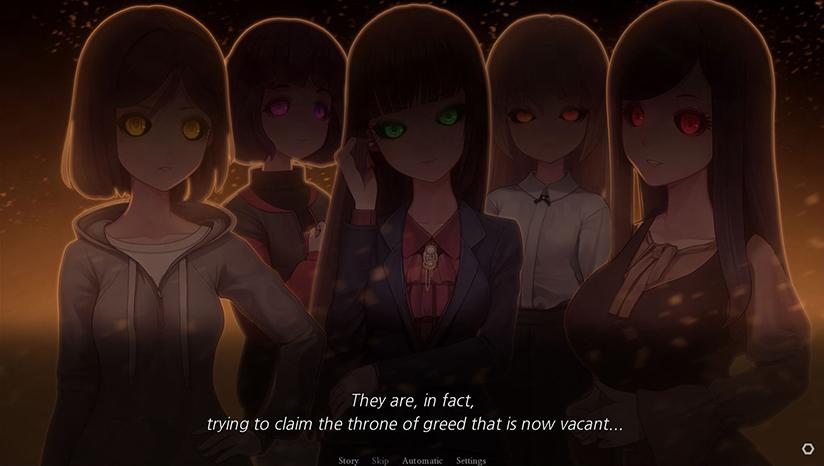 They are, in fact,
trying to claim the throne of greed that is now vacant...
Story Skip Automatic Settings